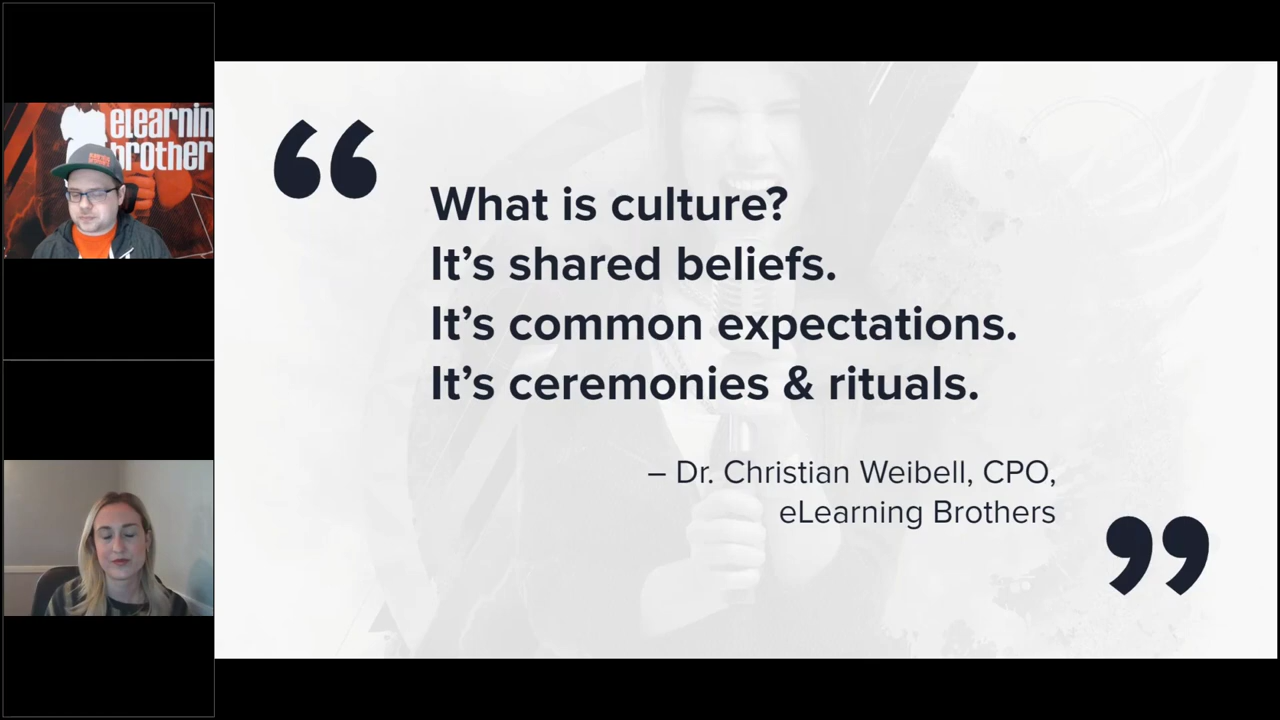 elearnin
brother
“
What is culture?
It’s shared beliefs.
It’s common expectations.
It’s ceremonies & rituals.
– Dr. Christian Weibell, CPO,
eLearning Brothers
”